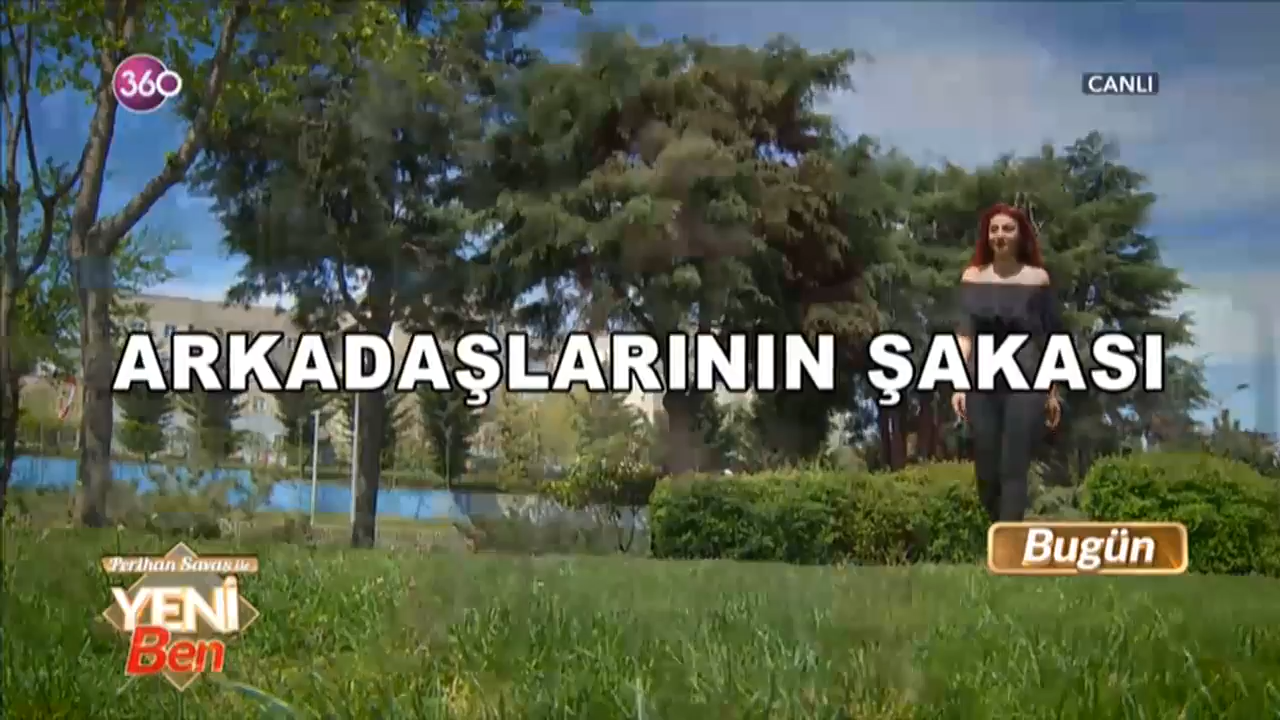 360
CANLI
ARKADAŞLARININ ŞAKASI
Bugün
Perihan Savaş ile
YENİ
Ben